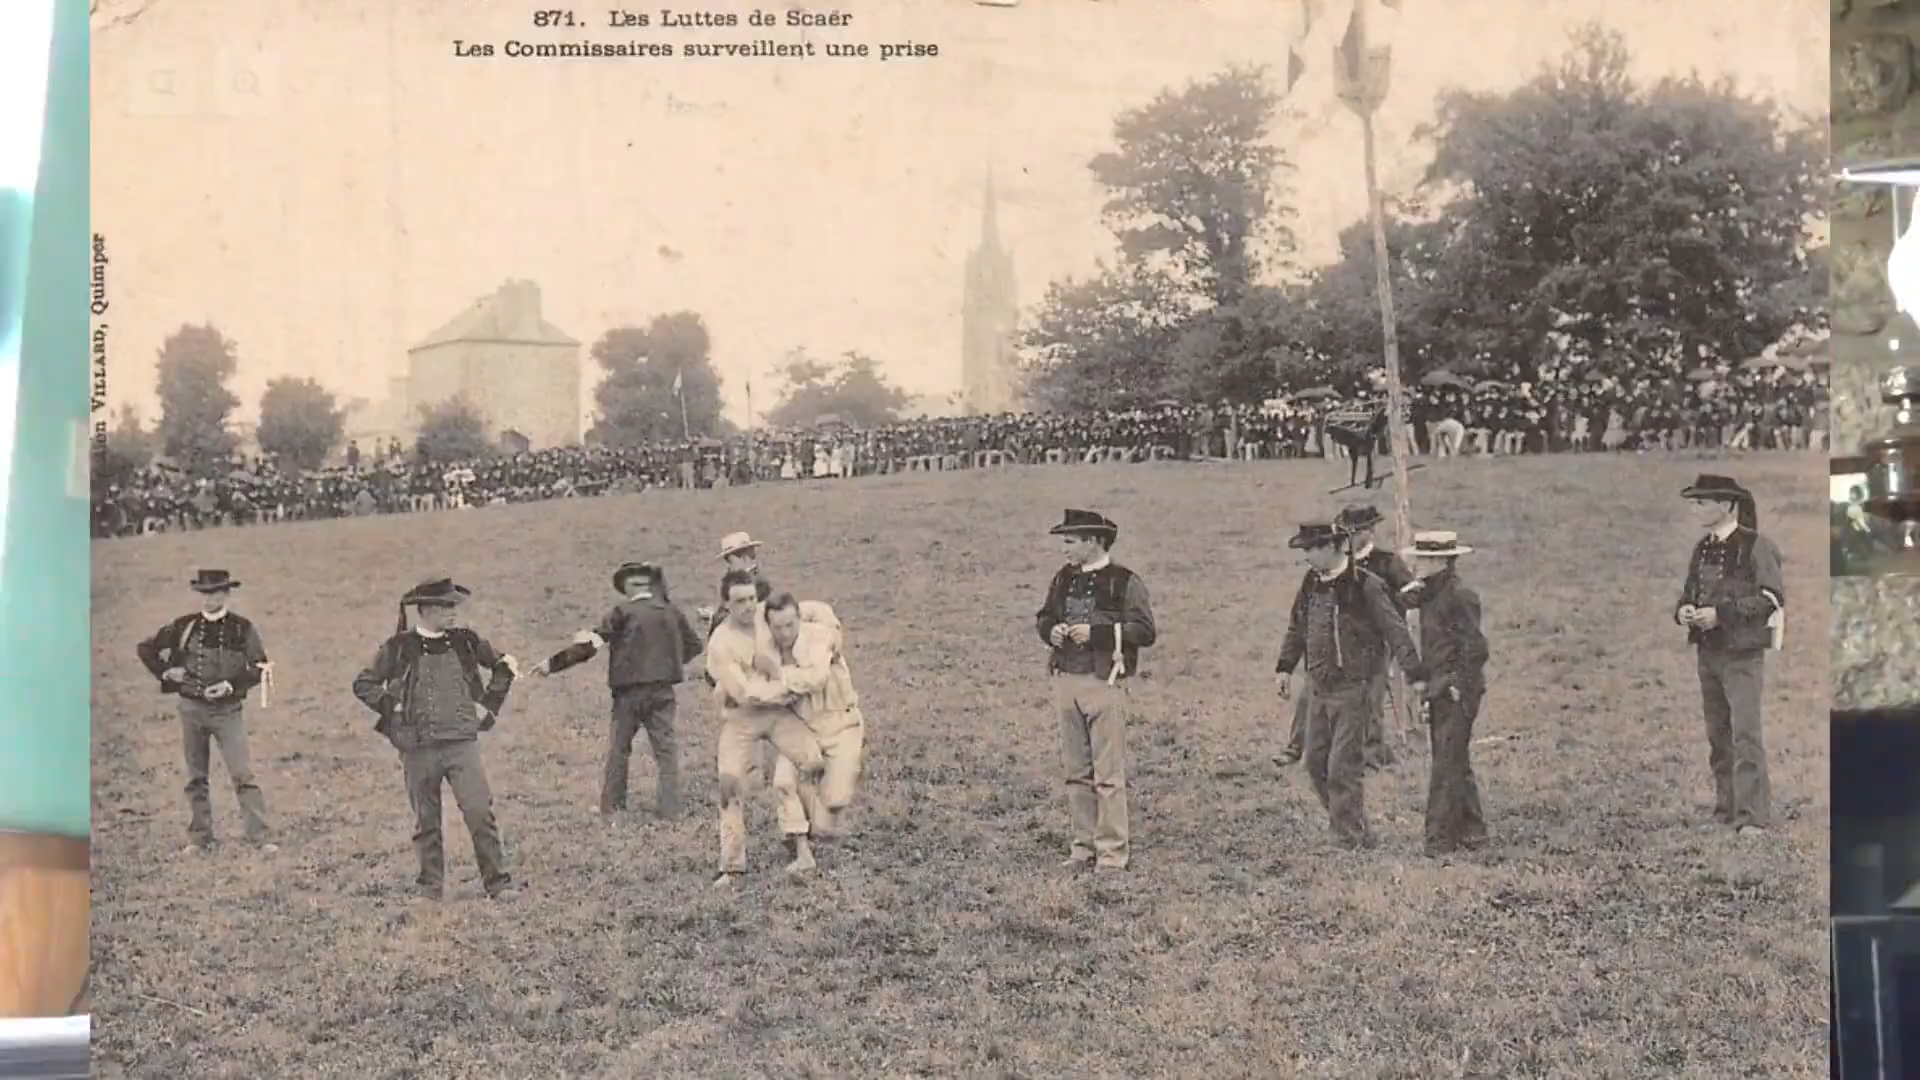 871. Les Luttes de Scaër
Les Commissaires surveillent une prise
VILLARD, Quimper